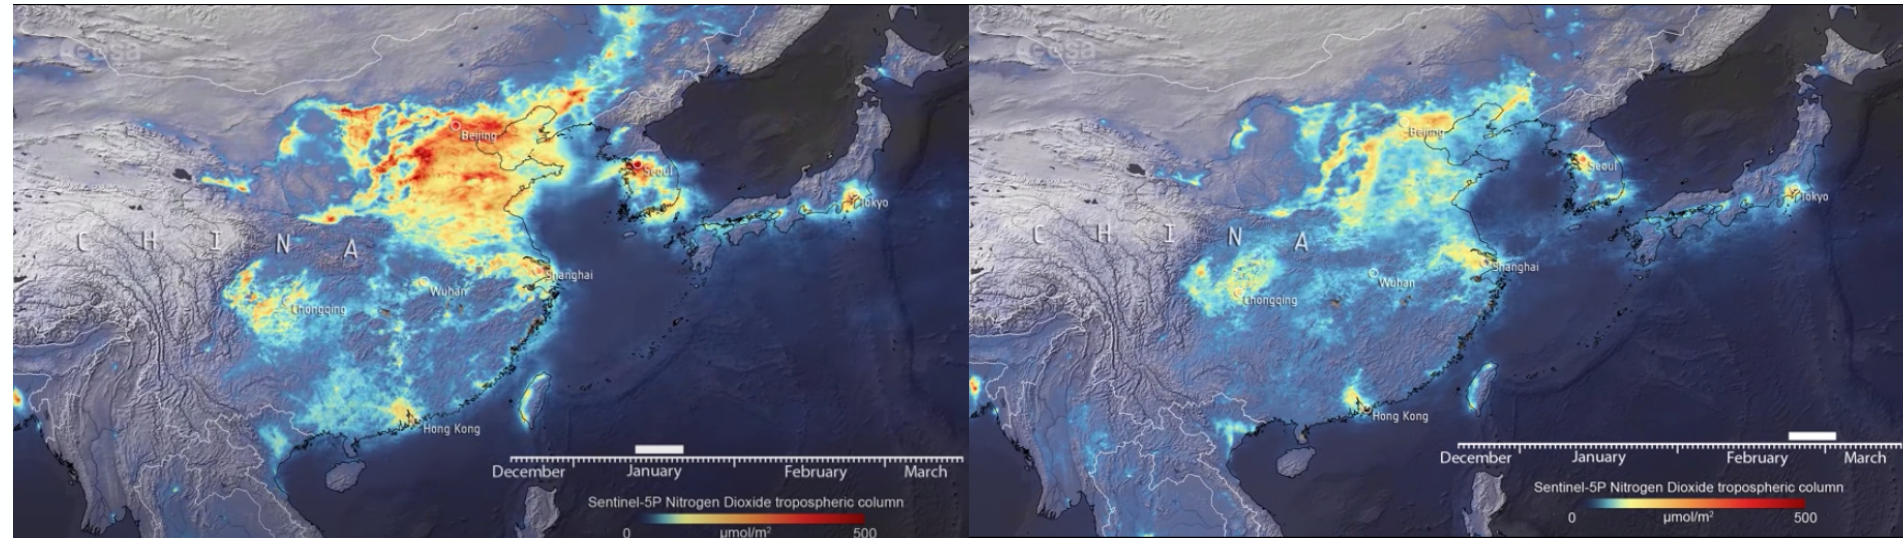 esa
Beijing
Seoul
Tokyo
C H I N A
Shanghai
Wuhan
Chongqing
Hong Kong
December January February March
Sentinel-5P Nitrogen Dioxide tropospheric column
0 µmol/m² 500
esa
Beijing
Seoul
Tokyo
C H I N A
Shanghai
Wuhan
Chongqing
Hong Kong
December January February March
Sentinel-5P Nitrogen Dioxide tropospheric column
0 µmol/m² 500